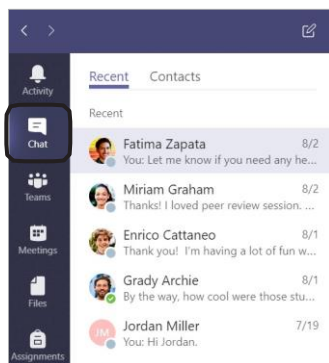 Activity
Chat
Teams
Meetings
Files
Assignments
Recent Contacts
Recent
Fatima Zapata 8/2
You: Let me know if you need any he...
Miriam Graham 8/2
Thanks! I loved peer review session. ...
Enrico Cattaneo 8/1
Thank you! I'm having a lot of fun w...
Grady Archie 8/1
By the way, how cool were those stu...
JM
Jordan Miller 7/19
You: Hi Jordan.